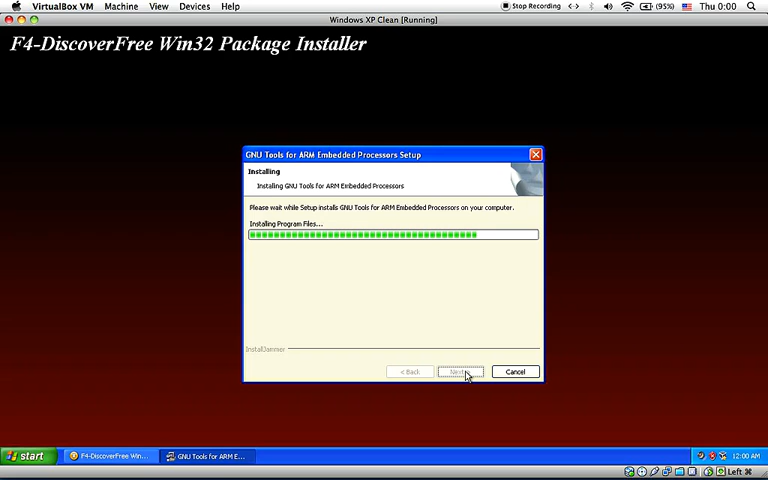 VirtualBox VM Machine View Devices Help Stop Recording (95%) Thu 0:00
Windows XP Clean [Running]
F4-DiscoverFree Win32 Package Installer
GNU Tools for ARM Embedded Processors Setup
Installing
Installing GNU Tools for ARM Embedded Processors
Please wait while Setup installs GNU Tools for ARM Embedded Processors on your computer.
Installing Program Files...
InstallJammer
< Back Next Cancel
start F4-DiscoverFree Win... GNU Tools for ARM E... 12:00 AM
Left ⌘